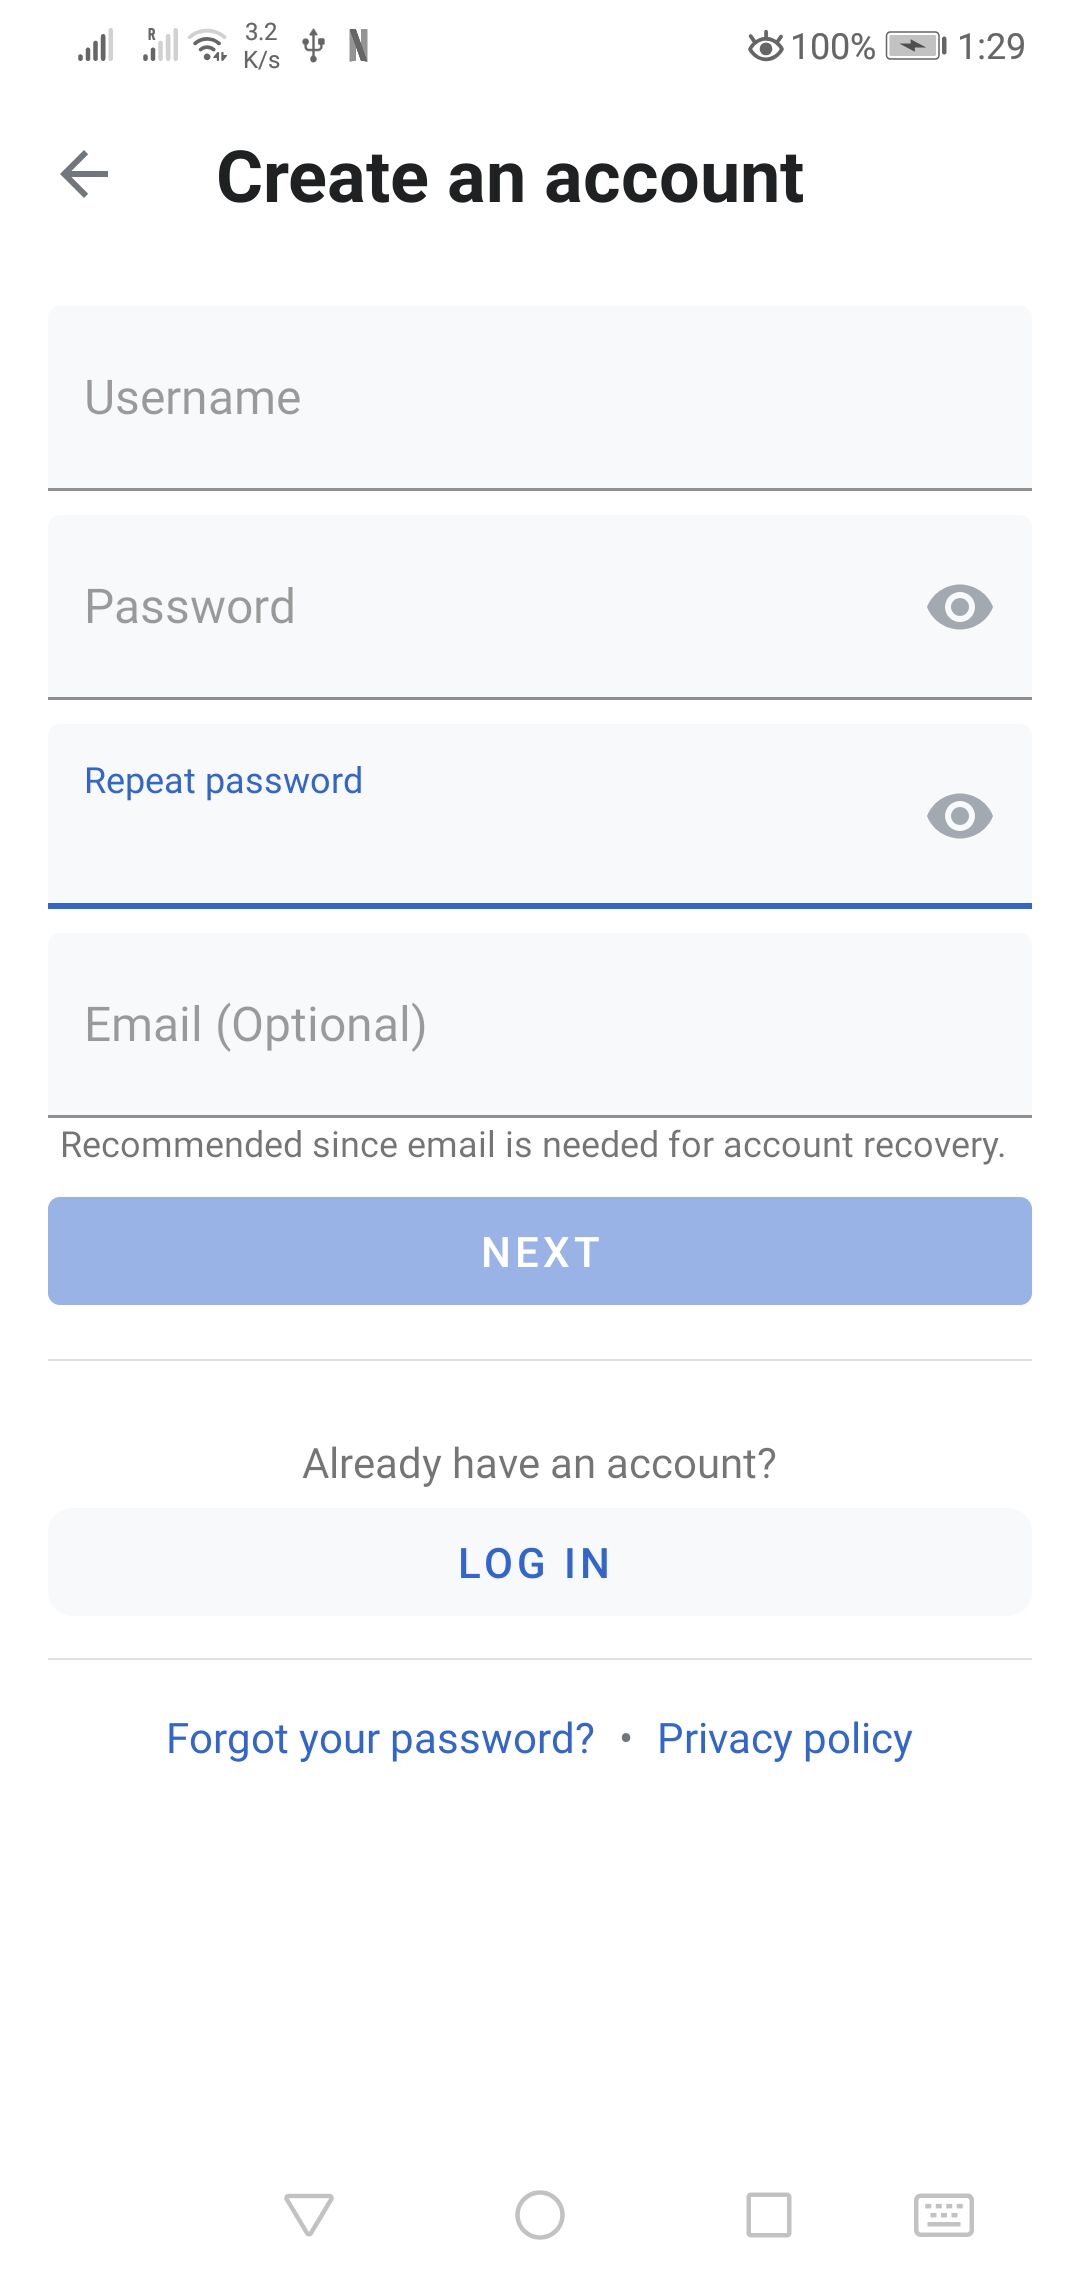 R
3.2
K/s
100%
1:29
Create an account
Username
Password
Repeat password
Email (Optional)
Recommended since email is needed for account recovery.
NEXT
Already have an account?
LOG IN
Forgot your password? • Privacy policy